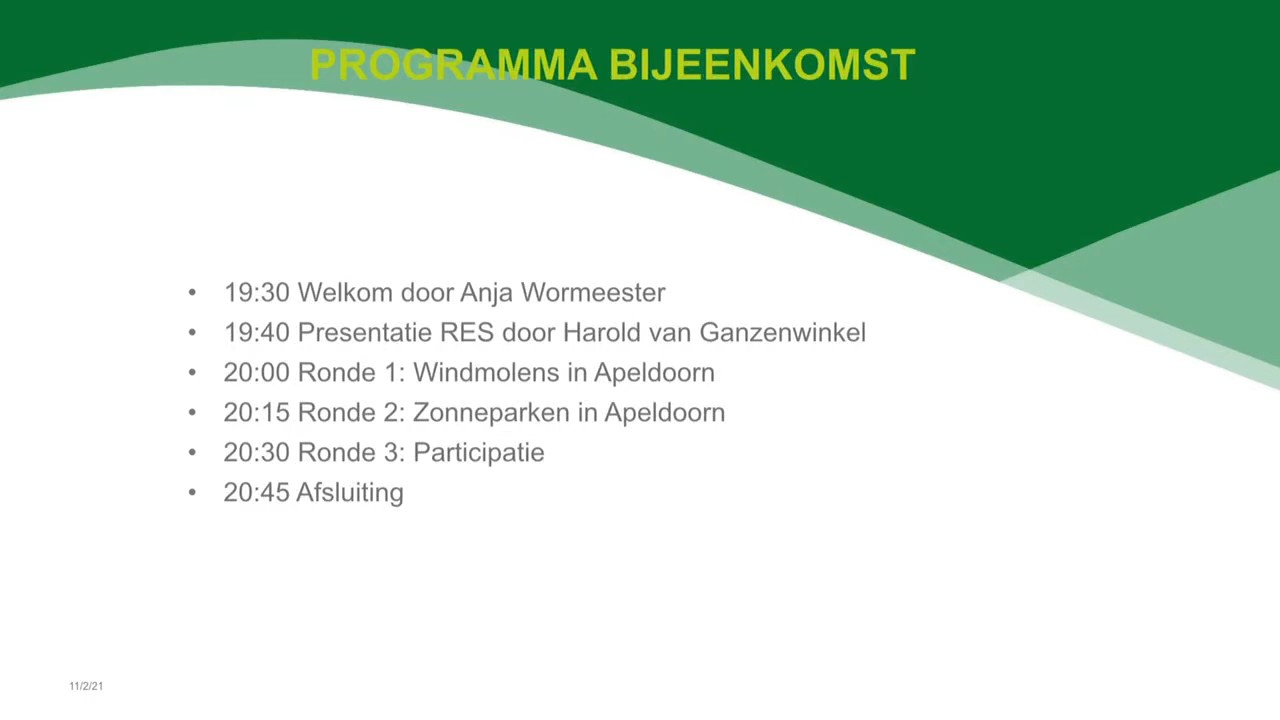 PROGRAMMA BIJEENKOMST
• 19:30 Welkom door Anja Wormeester
• 19:40 Presentatie RES door Harold van Ganzenwinkel
• 20:00 Ronde 1: Windmolens in Apeldoorn
• 20:15 Ronde 2: Zonneparken in Apeldoorn
• 20:30 Ronde 3: Participatie
• 20:45 Afsluiting
11/2/21